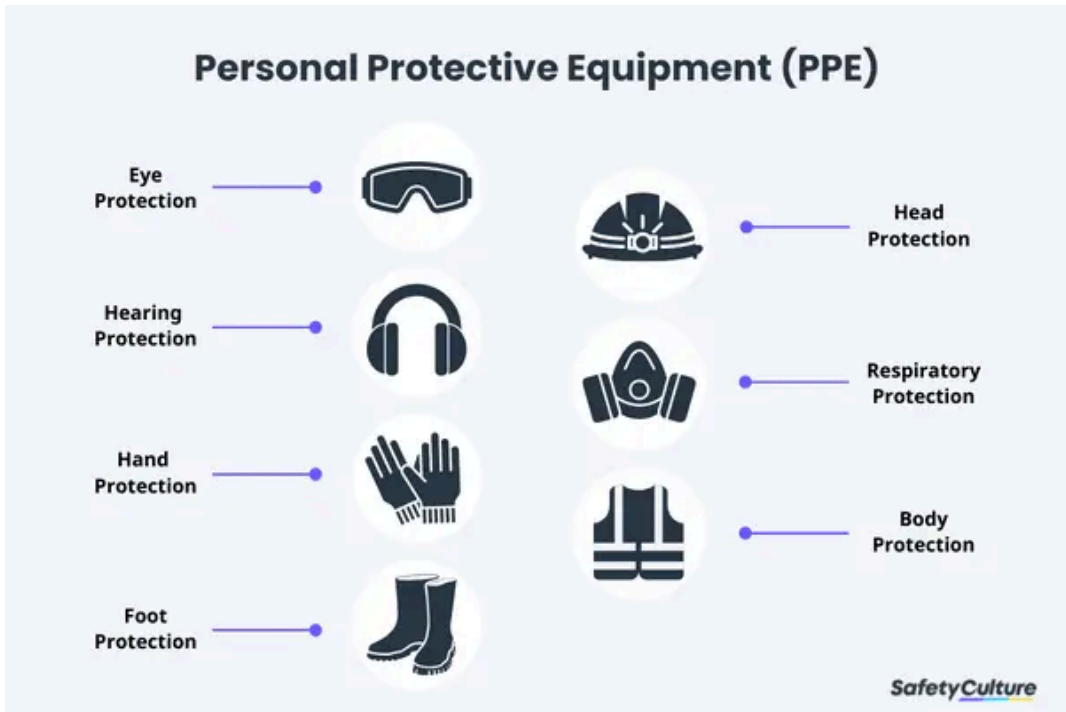 Personal Protective Equipment (PPE)
Eye
Protection
Hearing
Protection
Hand
Protection
Foot
Protection
Head
Protection
Respiratory
Protection
Body
Protection
SafetyCulture